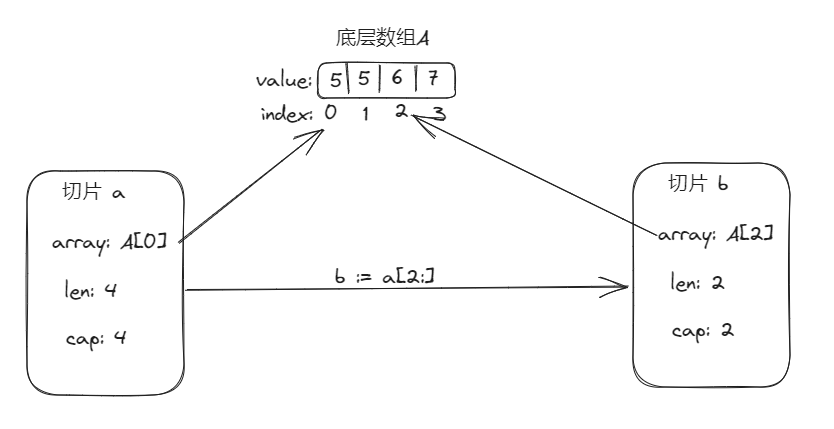 底层数组A
value: 5 5 6 7
index: 0 1 2 3
切片 a
array: A[0]
len: 4
cap: 4
b := a[2:]
切片 b
array: A[2]
len: 2
cap: 2